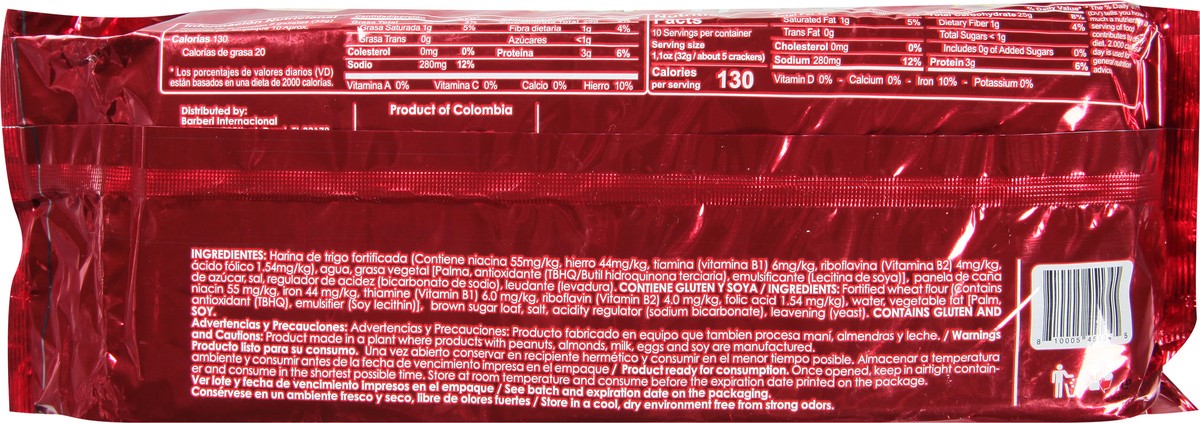 Información Nutricional
Calorías 130
Calorías de grasa 20
* Los porcentajes de valores diarios (VD)
están basados en una dieta de 2000 calorías.
Grasa Total 5%
Grasa Saturada 1g
Grasa Trans 0g
Colesterol 0mg 0%
Sodio 280mg 12%
Fibra dietaria 1g 4%
Azúcares <1g
Proteína 3g 6%
Vitamina A 0% Vitamina C 0% Calcio 0% Hierro 10%
10 Servings per container
Serving size
1,1oz (32g / about 5 crackers)
Calories
per serving 130
Saturated Fat 1g 5%
Trans Fat 0g
Cholesterol 0mg 0%
Sodium 280mg 12%
% Daily Value*
Total Carbohydrate 25g 8%
Dietary Fiber 1g 4%
Total Sugars < 1g
Includes 0g of Added Sugars 0%
Protein 3g 6%
Vitamin D 0% - Calcium 0% - Iron 10% - Potassium 0%
Distributed by:
Barberi Internacional
Product of Colombia
INGREDIENTES: Harina de trigo fortificada (Contiene niacina 55mg/kg, hierro 44mg/kg, tiamina (vitamina B1) 6mg/kg, riboflavina (Vitamina B2) 4mg/kg,
ácido fólico 1,54mg/kg), agua, grasa vegetal [Palma, antioxidante (TBHQ/Butil hidroquinona terciaria), emulsificante (Lecitina de soya)], panela de caña
de azúcar, sal, regulador de acidez (bicarbonato de sodio), leudante (levadura). CONTIENE GLUTEN Y SOYA / INGREDIENTS: Fortified wheat flour (Contains
niacin 55 mg/kg, iron 44 mg/kg, thiamine (Vitamin B1) 6.0 mg/kg, riboflavin (Vitamin B2) 4.0 mg/kg, folic acid 1.54 mg/kg), water, vegetable fat [Palm,
antioxidant (TBHQ), emulsifier (Soy lecithin)], brown sugar loaf, salt, acidity regulator (sodium bicarbonate), leavening (yeast). CONTAINS GLUTEN AND
SOY.
Advertencias y Precauciones: Advertencias y Precauciones: Producto fabricado en equipo que tambien procesa maní, almendras y leche. / Warnings
and Cautions: Product made in a plant where products with peanuts, almonds, milk, eggs and soy are manufactured.
Producto listo para su consumo. Una vez abierto conservar en recipiente hermético y consumir en el menor tiempo posible. Almacenar a temperatura
ambiente y consumir antes de la fecha de vencimiento impresa en el empaque / Product ready for consumption. Once opened, keep in airtight contain-
er and consume in the shortest possible time. Store at room temperature and consume before the expiration date printed on the package.
Ver lote y fecha de vencimiento impresos en el empaque / See batch and expiration date on the packaging.
Consérvese en un ambiente fresco y seco, libre de olores fuertes / Store in a cool, dry environment free from strong odors.